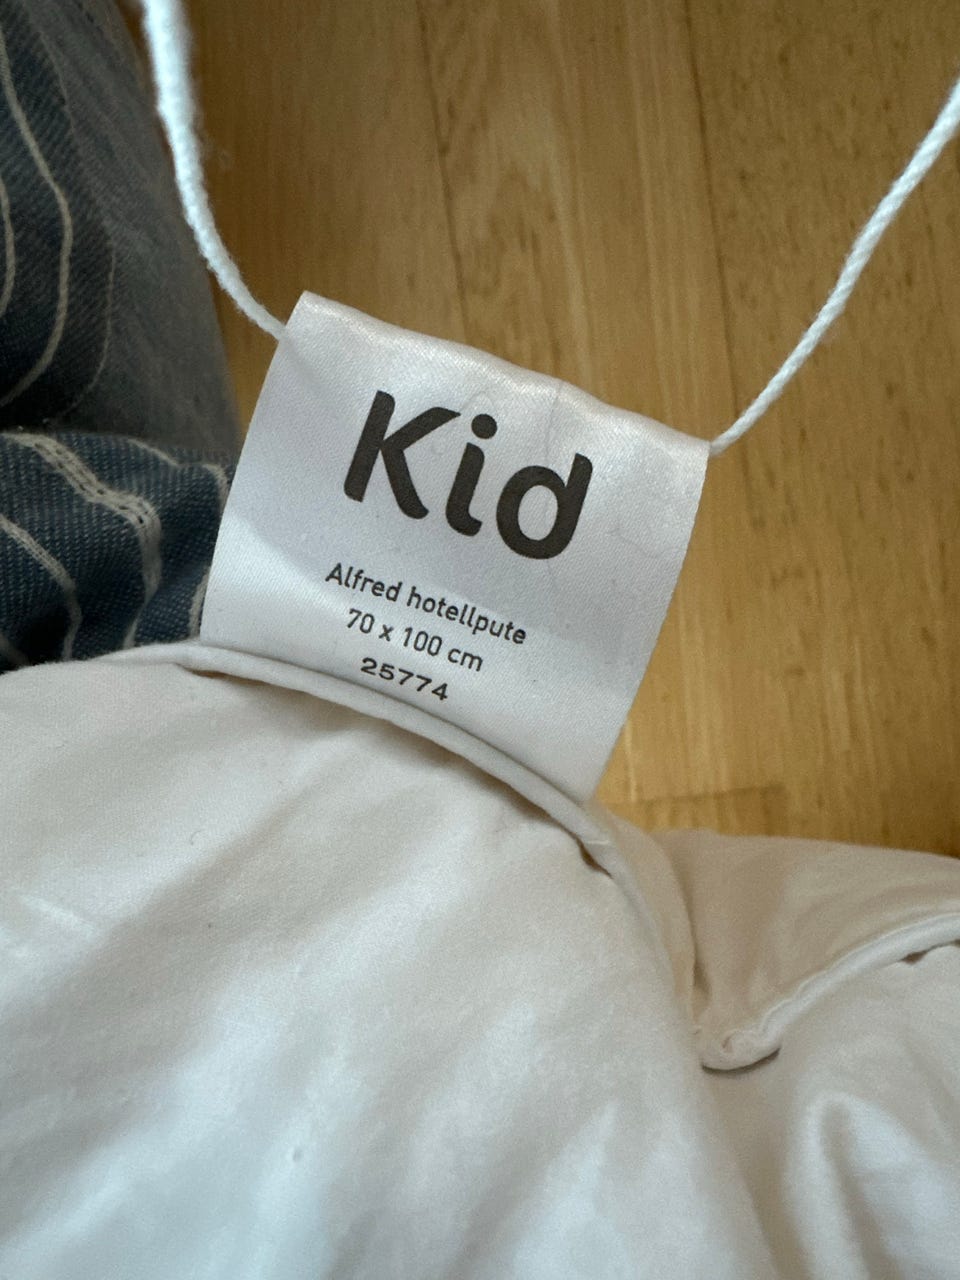 Kid
Alfred hotellpute
70 x 100 cm
25774